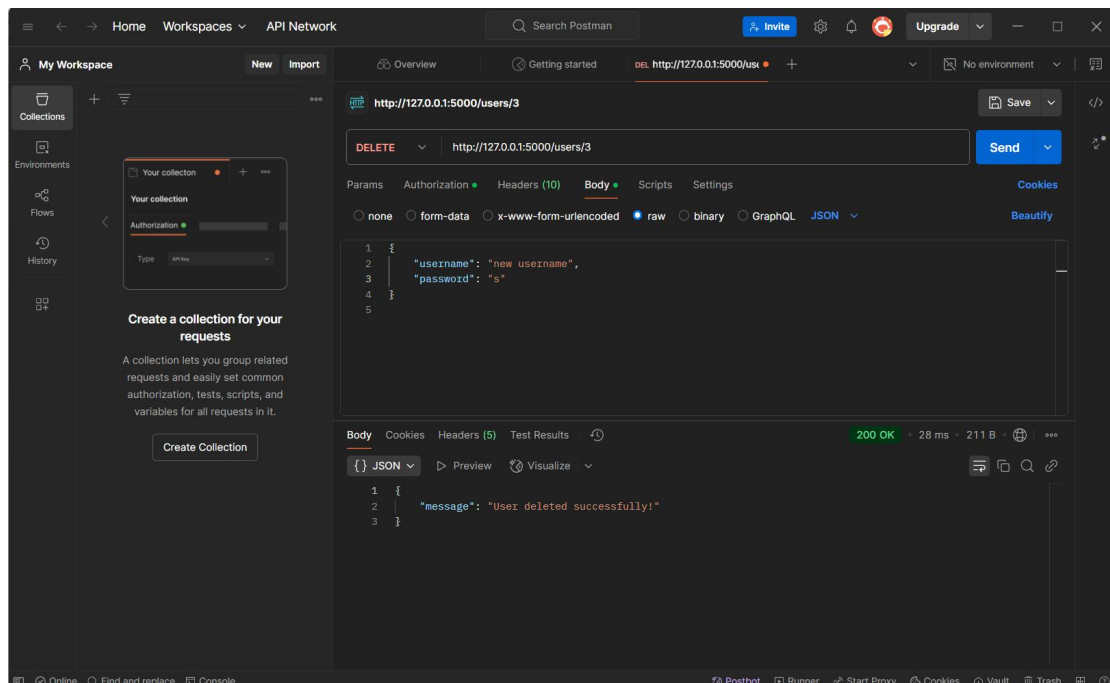 Home Workspaces API Network Search Postman Invite Upgrade
My Workspace New Import Overview Getting started DEL http://127.0.0.1:5000/use No environment
Collections
Environments
Flows
History
Your collecton
Your collection
Authorization
Type API Key
Create a collection for your
requests
A collection lets you group related
requests and easily set common
authorization, tests, scripts, and
variables for all requests in it.
Create Collection
HTTP http://127.0.0.1:5000/users/3 Save
DELETE http://127.0.0.1:5000/users/3 Send
Params Authorization Headers (10) Body Scripts Settings Cookies
none form-data x-www-form-urlencoded raw binary GraphQL JSON Beautify
1 {
2 "username": "new username",
3 "password": "s"
4 }
5
Body Cookies Headers (5) Test Results 200 OK 28 ms 211 B
{} JSON Preview Visualize
1 {
2 "message": "User deleted successfully!"
3 }
Online Find and replace Console Postbot Runner Start Proxy Cookies Vault Trash